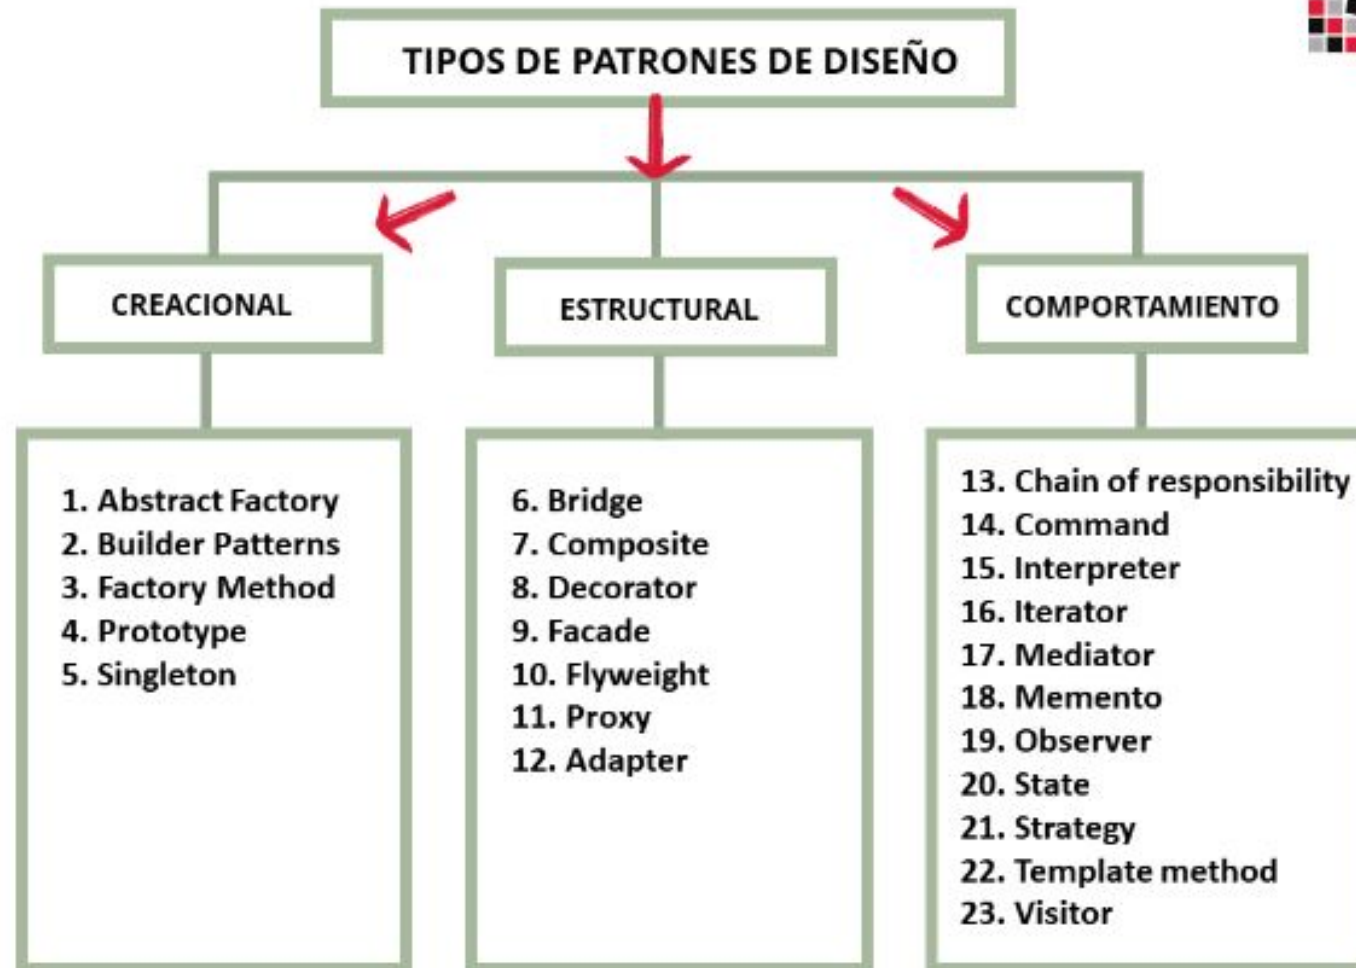 TIPOS DE PATRONES DE DISEÑO
CREACIONAL
ESTRUCTURAL
COMPORTAMIENTO
1. Abstract Factory
2. Builder Patterns
3. Factory Method
4. Prototype
5. Singleton
6. Bridge
7. Composite
8. Decorator
9. Facade
10. Flyweight
11. Proxy
12. Adapter
13. Chain of responsibility
14. Command
15. Interpreter
16. Iterator
17. Mediator
18. Memento
19. Observer
20. State
21. Strategy
22. Template method
23. Visitor